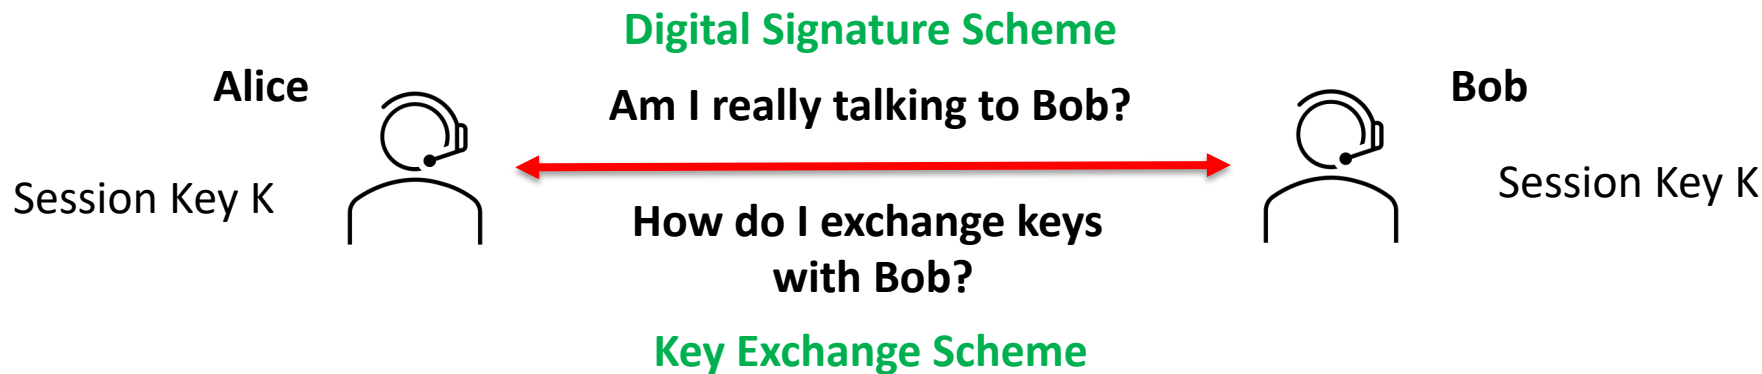 Digital Signature Scheme
Alice
Am I really talking to Bob?
Bob
Session Key K
Session Key K
How do I exchange keys
with Bob?
Key Exchange Scheme